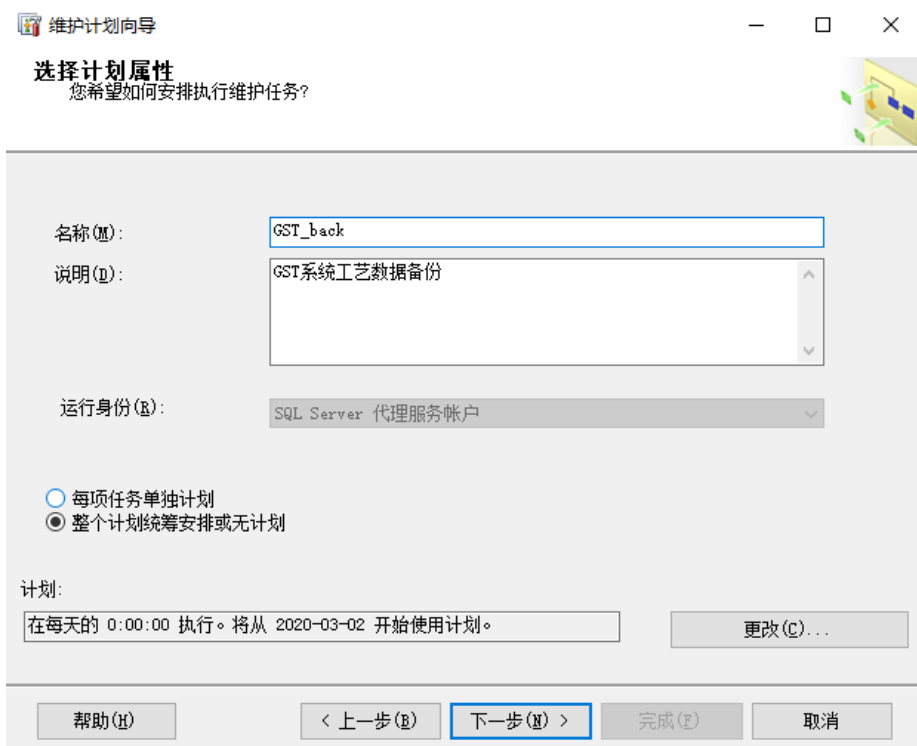 维护计划向导
选择计划属性
您希望如何安排执行维护任务?
名称(M):
GST_back
说明(D):
GST系统工艺数据备份
运行身份(R):
SQL Server 代理服务帐户
每项任务单独计划
整个计划统筹安排或无计划
计划:
在每天的 0:00:00 执行。将从 2020-03-02 开始使用计划。
更改(C)...
帮助(H)
< 上一步(B)
下一步(N) >
完成(F)
取消